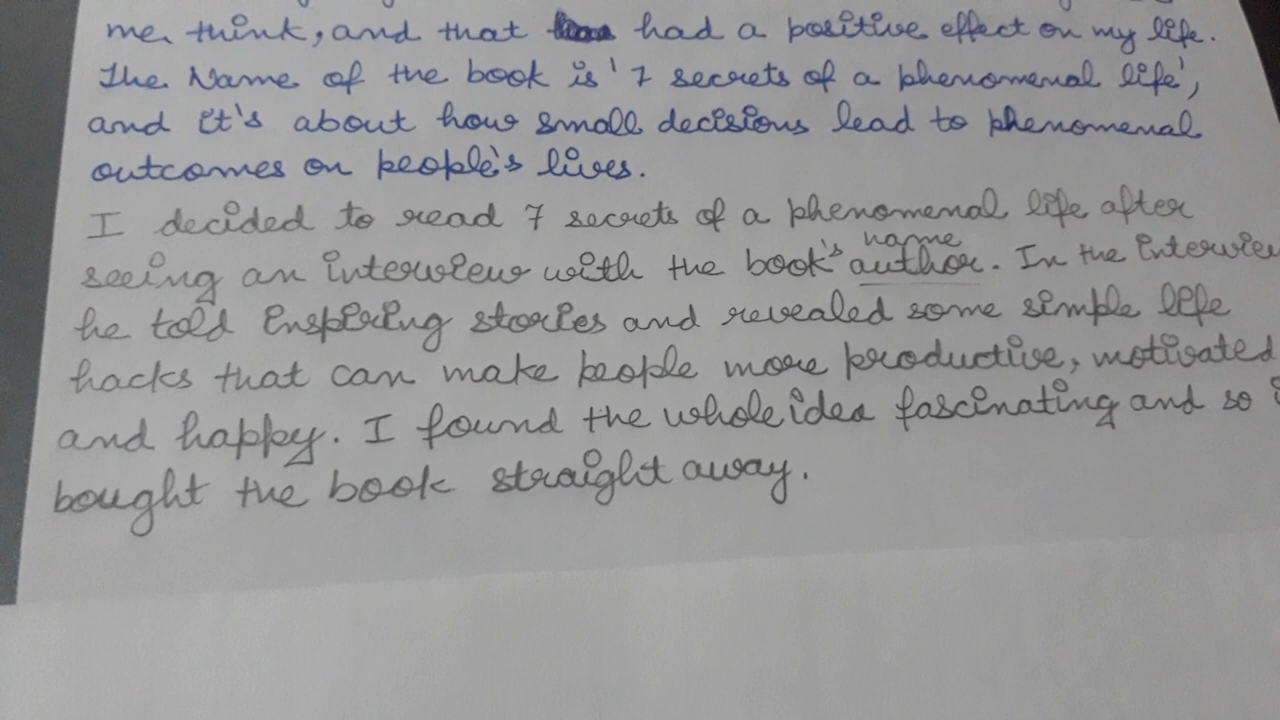 me think, and that had a positive effect on my life.
The Name of the book is '7 secrets of a phenomenal life',
and it's about how small decisions lead to phenomenal
outcomes on people's lives.
I decided to read 7 secrets of a phenomenal life after
name
seeing an interview with the book's author. In the interview
he told inspiring stories and revealed some simple life
hacks that can make people more productive, motivated
and happy. I found the whole idea fascinating and so i
bought the book straight away.